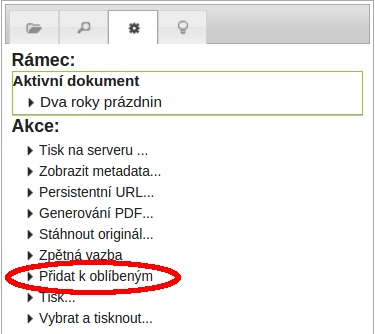 Rámec:
Aktivní dokument
Dva roky prázdnin
Akce:
Tisk na serveru ...
Zobrazit metadata...
Persistentní URL...
Generování PDF...
Stáhnout originál...
Zpětná vazba
Přidat k oblíbeným
Tisk...
Vybrat a tisknout...